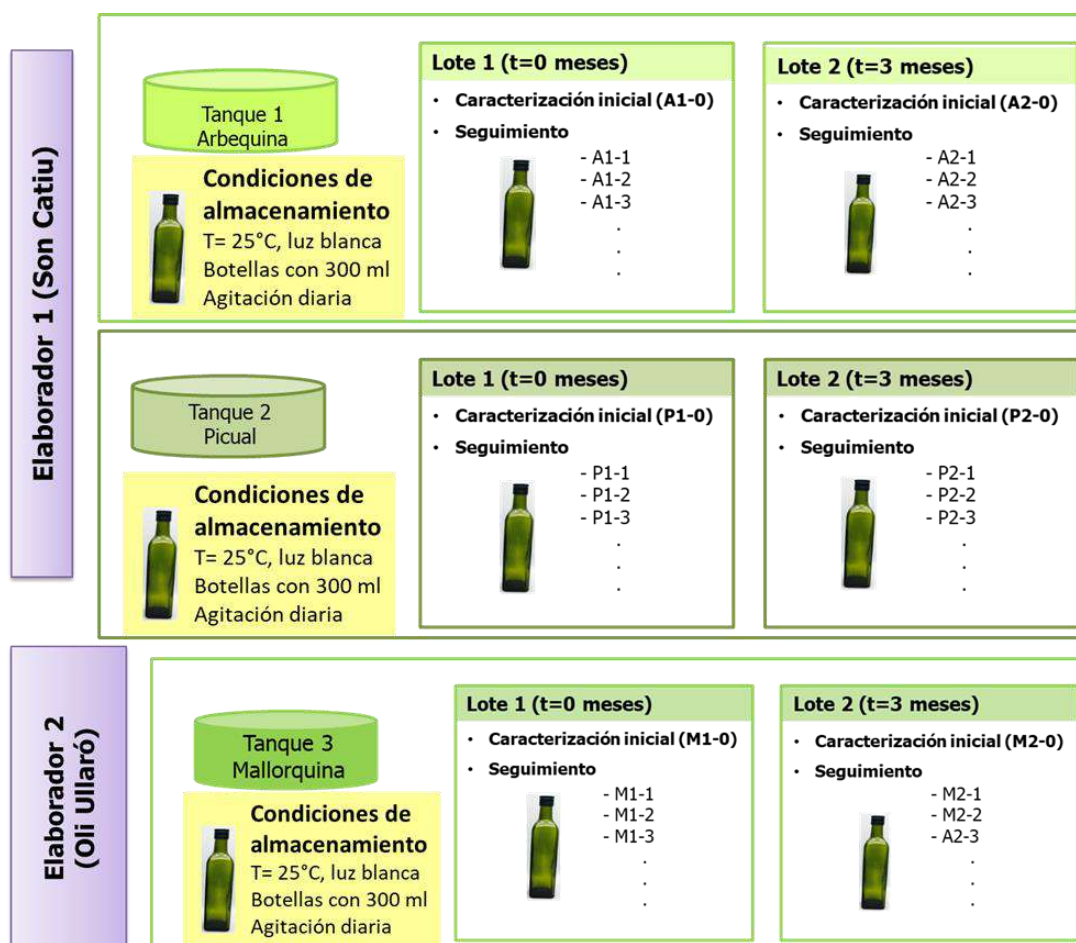 Elaborador 1 (Son Catiu)
Tanque 1
Arbequina
Condiciones de
almacenamiento
T= 25°C, luz blanca
Botellas con 300 ml
Agitación diaria
Lote 1 (t=0 meses)
• Caracterización inicial (A1-0)
• Seguimiento
- A1-1
- A1-2
- A1-3
.
.
.
Lote 2 (t=3 meses)
• Caracterización inicial (A2-0)
• Seguimiento
- A2-1
- A2-2
- A2-3
.
.
.
Tanque 2
Picual
Condiciones de
almacenamiento
T= 25°C, luz blanca
Botellas con 300 ml
Agitación diaria
Lote 1 (t=0 meses)
• Caracterización inicial (P1-0)
• Seguimiento
- P1-1
- P1-2
- P1-3
.
.
.
Lote 2 (t=3 meses)
• Caracterización inicial (P2-0)
• Seguimiento
- P2-1
- P2-2
- P2-3
.
.
.
Elaborador 2
(Oli Ullaró)
Tanque 3
Mallorquina
Condiciones de
almacenamiento
T= 25°C, luz blanca
Botellas con 300 ml
Agitación diaria
Lote 1 (t=0 meses)
• Caracterización inicial (M1-0)
• Seguimiento
- M1-1
- M1-2
- M1-3
.
.
.
Lote 2 (t=3 meses)
• Caracterización inicial (M2-0)
• Seguimiento
- M2-1
- M2-2
- A2-3
.
.
.